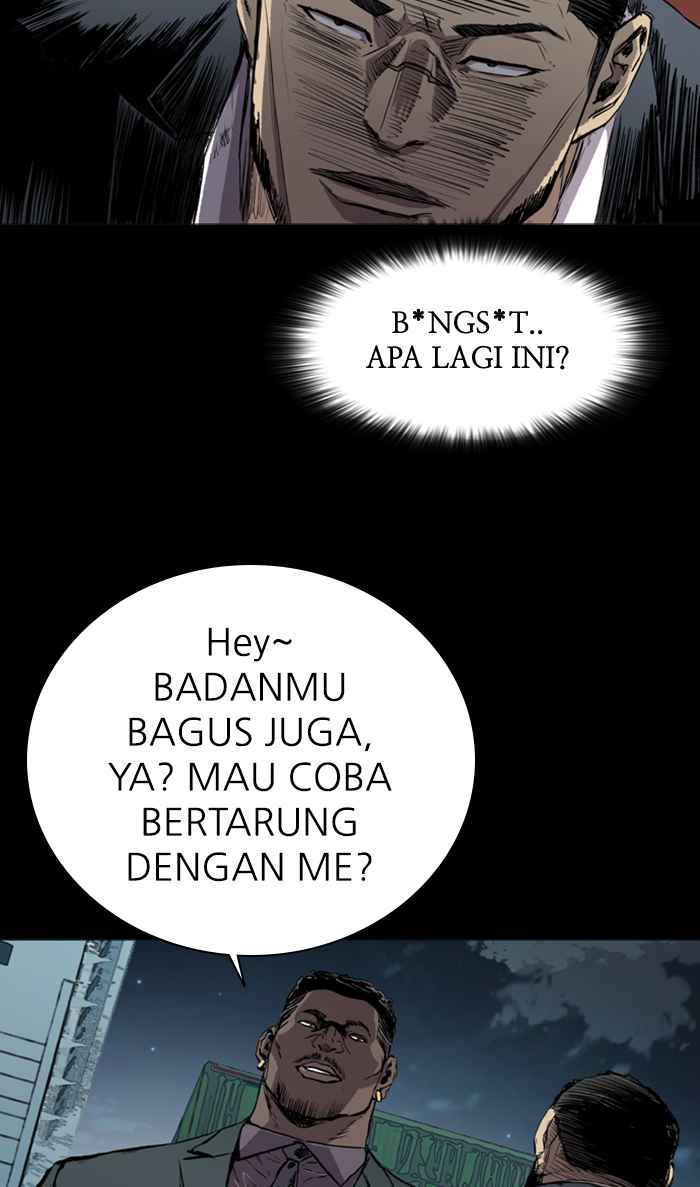 B*NGS*T..
APA LAGI INI?
Hey~
BADANMU
BAGUS JUGA,
YA? MAU COBA
BERTARUNG
DENGAN ME?